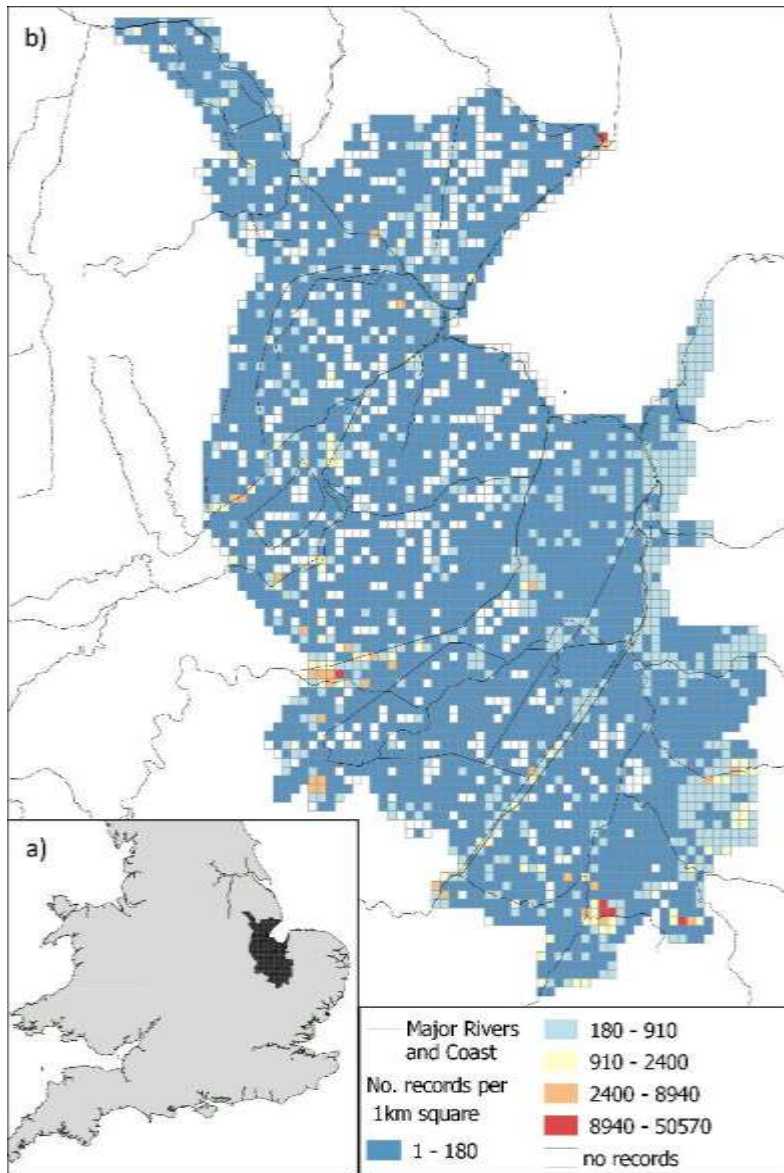 b)
a)
Major Rivers
and Coast
No. records per
1km square
1 - 180
180 - 910
910 - 2400
2400 - 8940
8940 - 50570
no records